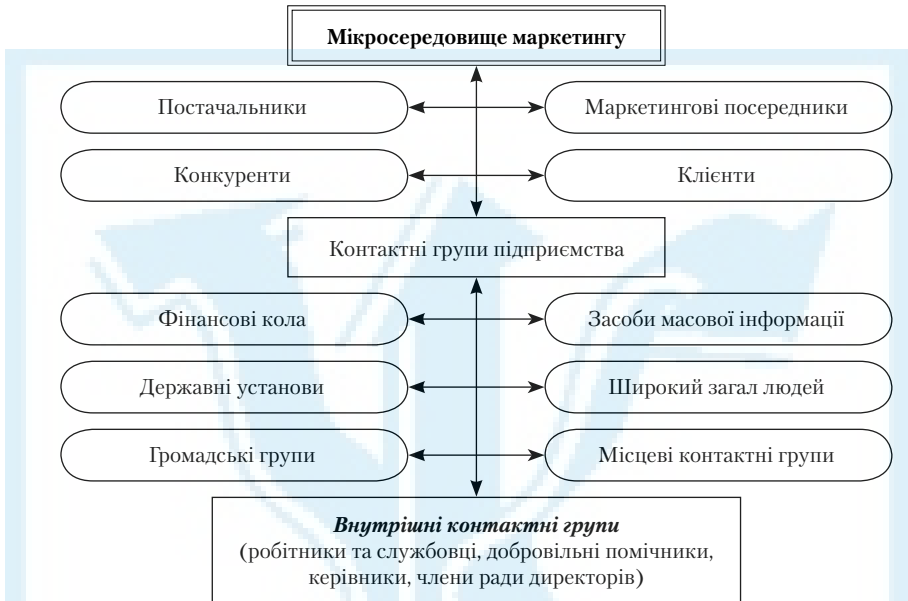 Мікросередовище маркетингу
Постачальники
Маркетингові посередники
Конкуренти
Клієнти
Контактні групи підприємства
Фінансові кола
Засоби масової інформації
Державні установи
Широкий загал людей
Громадські групи
Місцеві контактні групи
Внутрішні контактні групи
(робітники та службовці, добровільні помічники,
керівники, члени ради директорів)